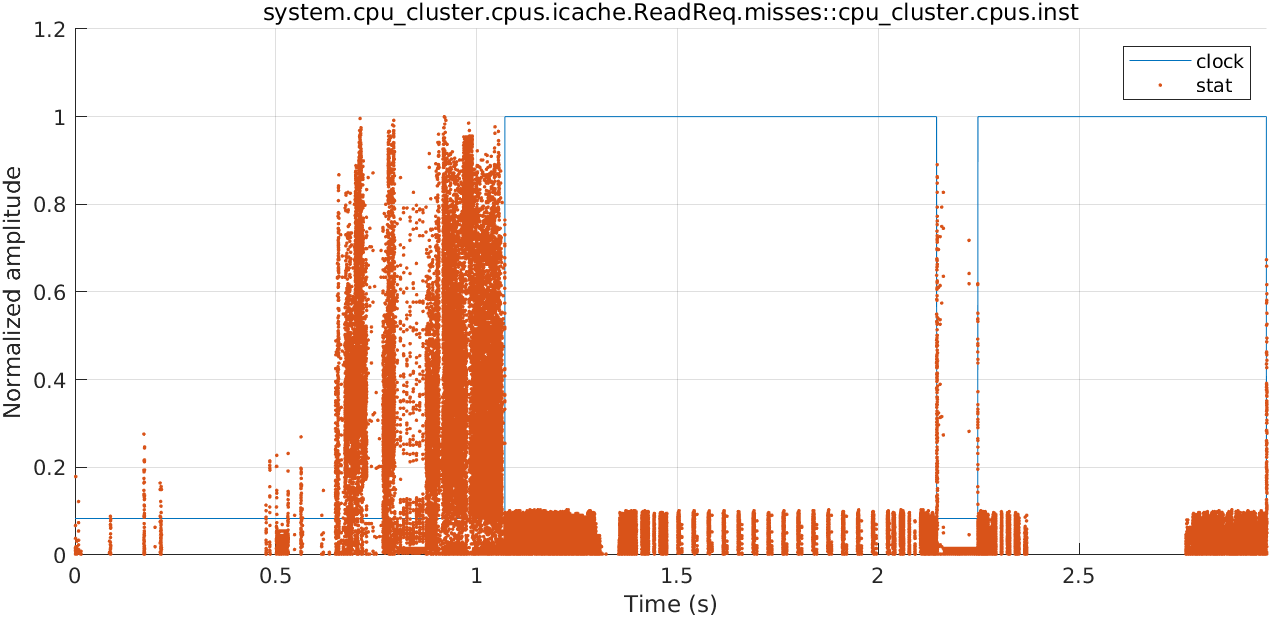 system.cpu_cluster.cpus.icache.ReadReq.misses::cpu_cluster.cpus.inst
clock
stat
Normalized amplitude
1.2
1
0.8
0.6
0.4
0.2
0
0 0.5 1 1.5 2 2.5
Time (s)